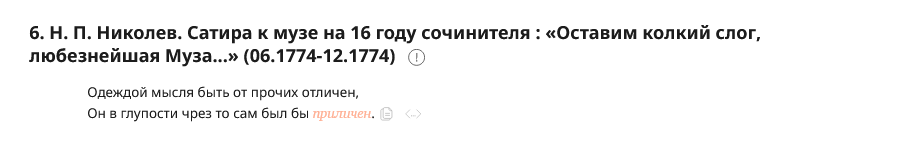 6. Н. П. Николев. Сатира к музе на 16 году сочинителя : «Оставим колкий слог,
любезнейшая Муза...» (06.1774-12.1774)
Одеждой мысля быть от прочих отличен,
Он в глупости чрез то сам был бы приличен.